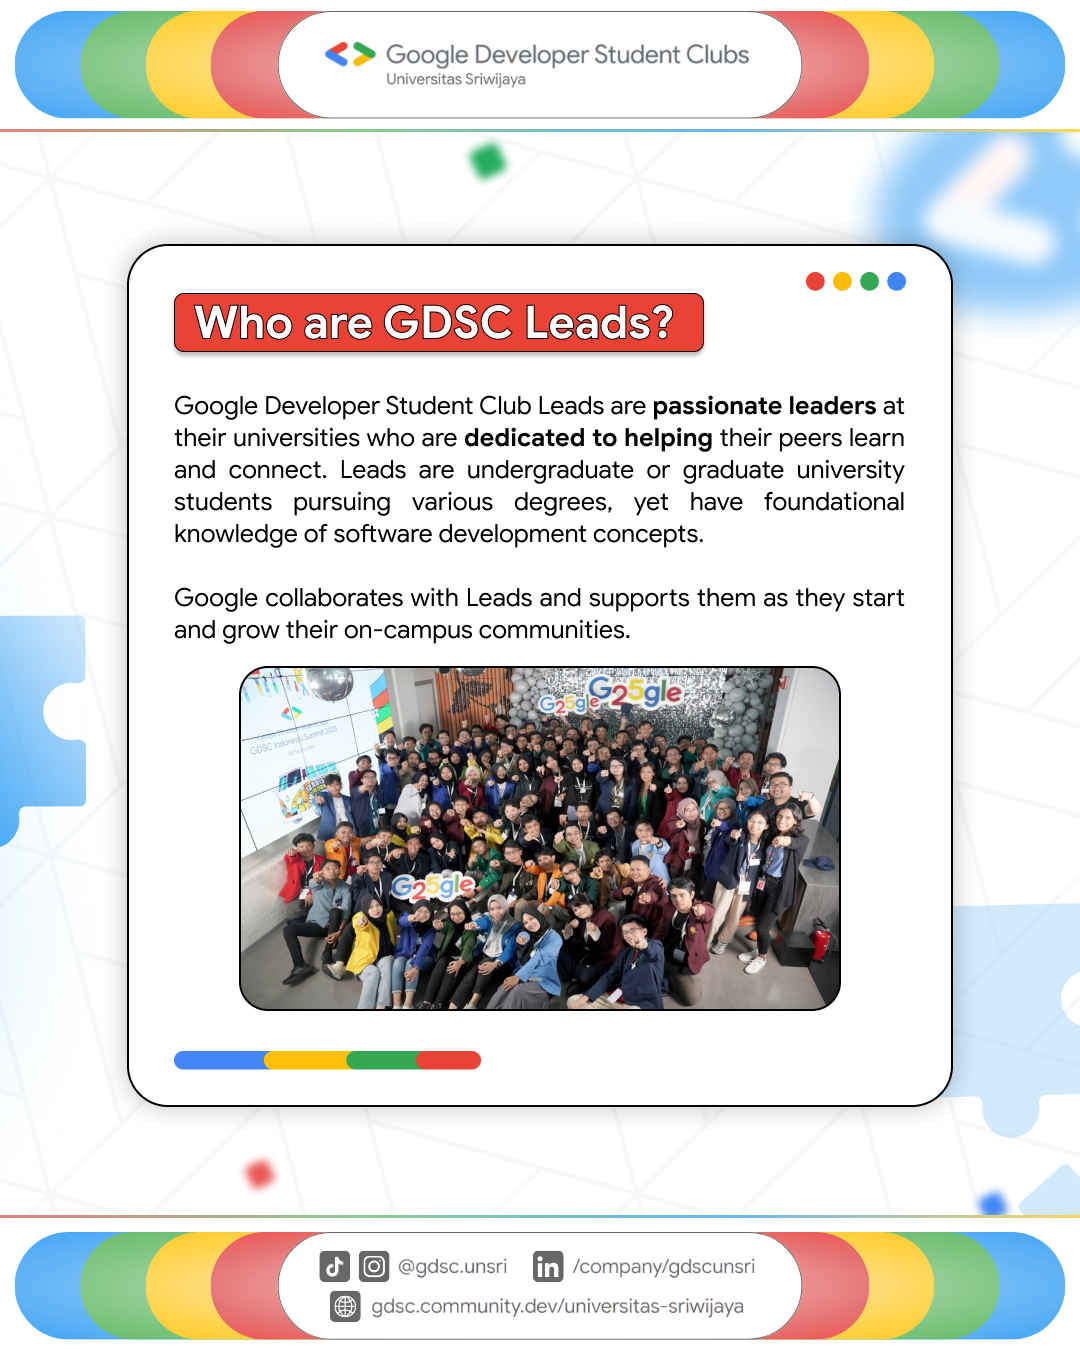 Google Developer Student Clubs
Universitas Sriwijaya
Who are GDSC Leads?
Google Developer Student Club Leads are passionate leaders at
their universities who are dedicated to helping their peers learn
and connect. Leads are undergraduate or graduate university
students pursuing various degrees, yet have foundational
knowledge of software development concepts.
Google collaborates with Leads and supports them as they start
and grow their on-campus communities.
G25gle
G25gle
GDSC Indonesia Summit 2023
G25gle
@gdsc.unsri
/company/gdscunsri
gdsc.community.dev/universitas-sriwijaya